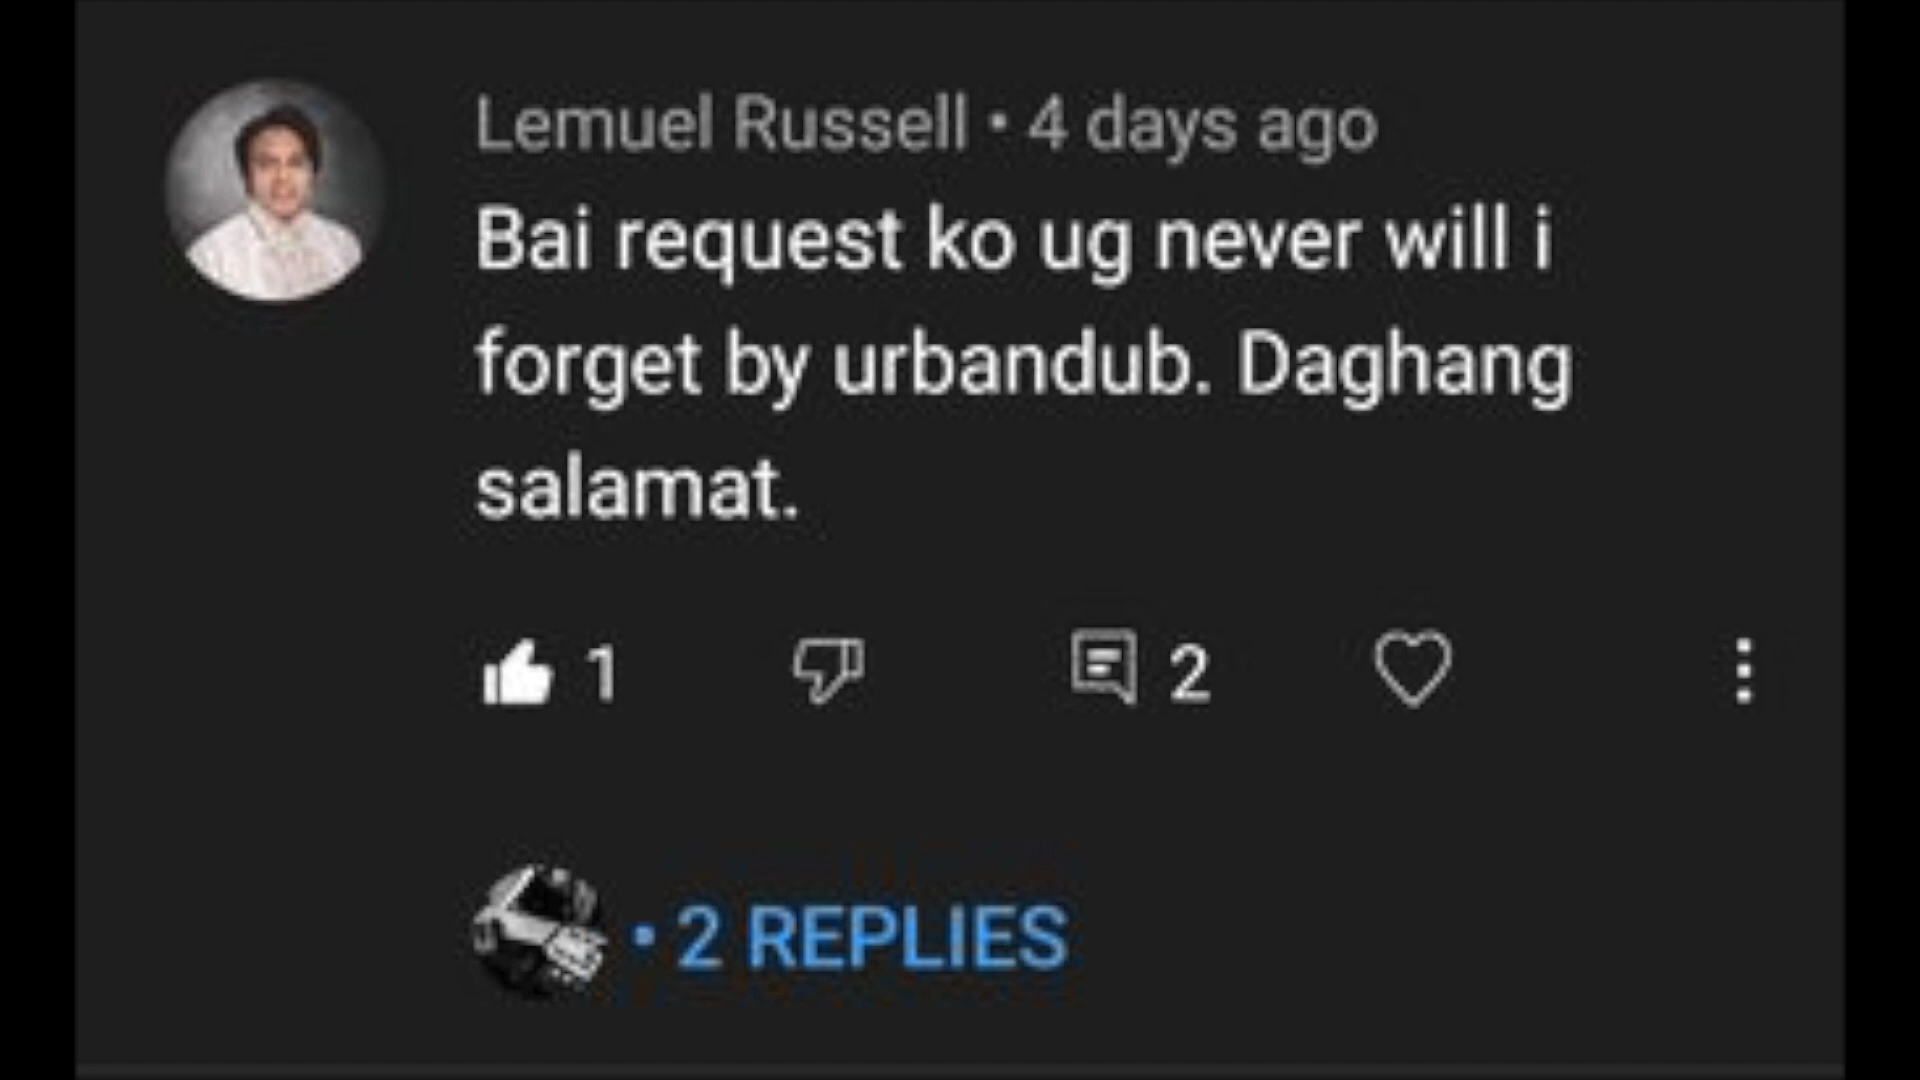 Lemuel Russell • 4 days ago
Bai request ko ug never will i
forget by urbandub. Daghang
salamat.
1 2
• 2 REPLIES